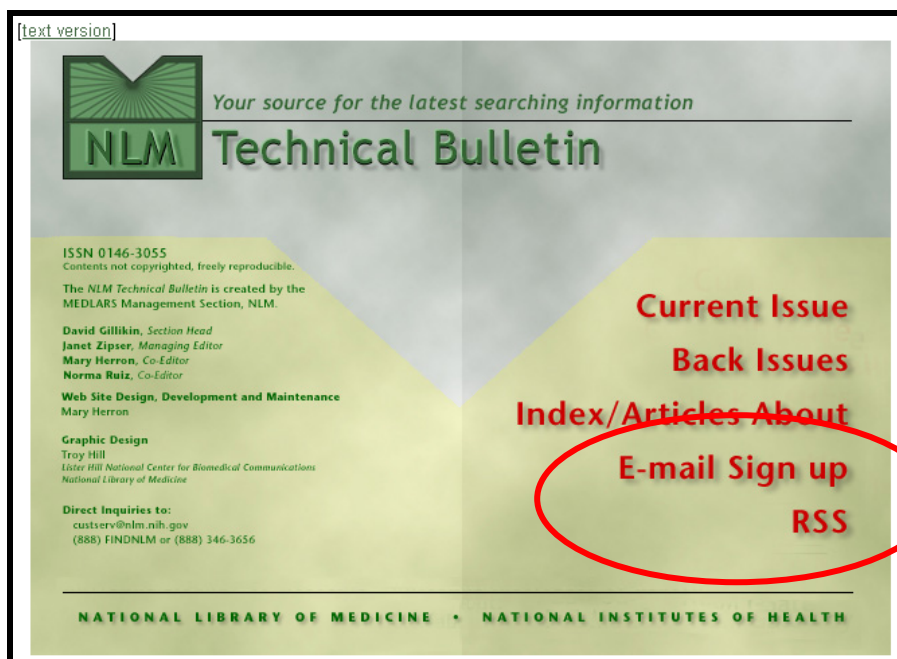 [text version]
Your source for the latest searching information
NLM
Technical Bulletin
ISSN 0146-3055
Contents not copyrighted, freely reproducible.
The NLM Technical Bulletin is created by the
MEDLARS Management Section, NLM.
David Gillikin, Section Head
Janet Zipser, Managing Editor
Mary Herron, Co-Editor
Norma Ruiz, Co-Editor
Web Site Design, Development and Maintenance
Mary Herron
Graphic Design
Troy Hill
Lister Hill National Center for Biomedical Communications
National Library of Medicine
Direct Inquiries to:
custserv@nlm.nih.gov
(888) FINDNLM or (888) 346-3656
Current Issue
Back Issues
Index/Articles About
E-mail Sign up
RSS
NATIONAL LIBRARY OF MEDICINE • NATIONAL INSTITUTES OF HEALTH